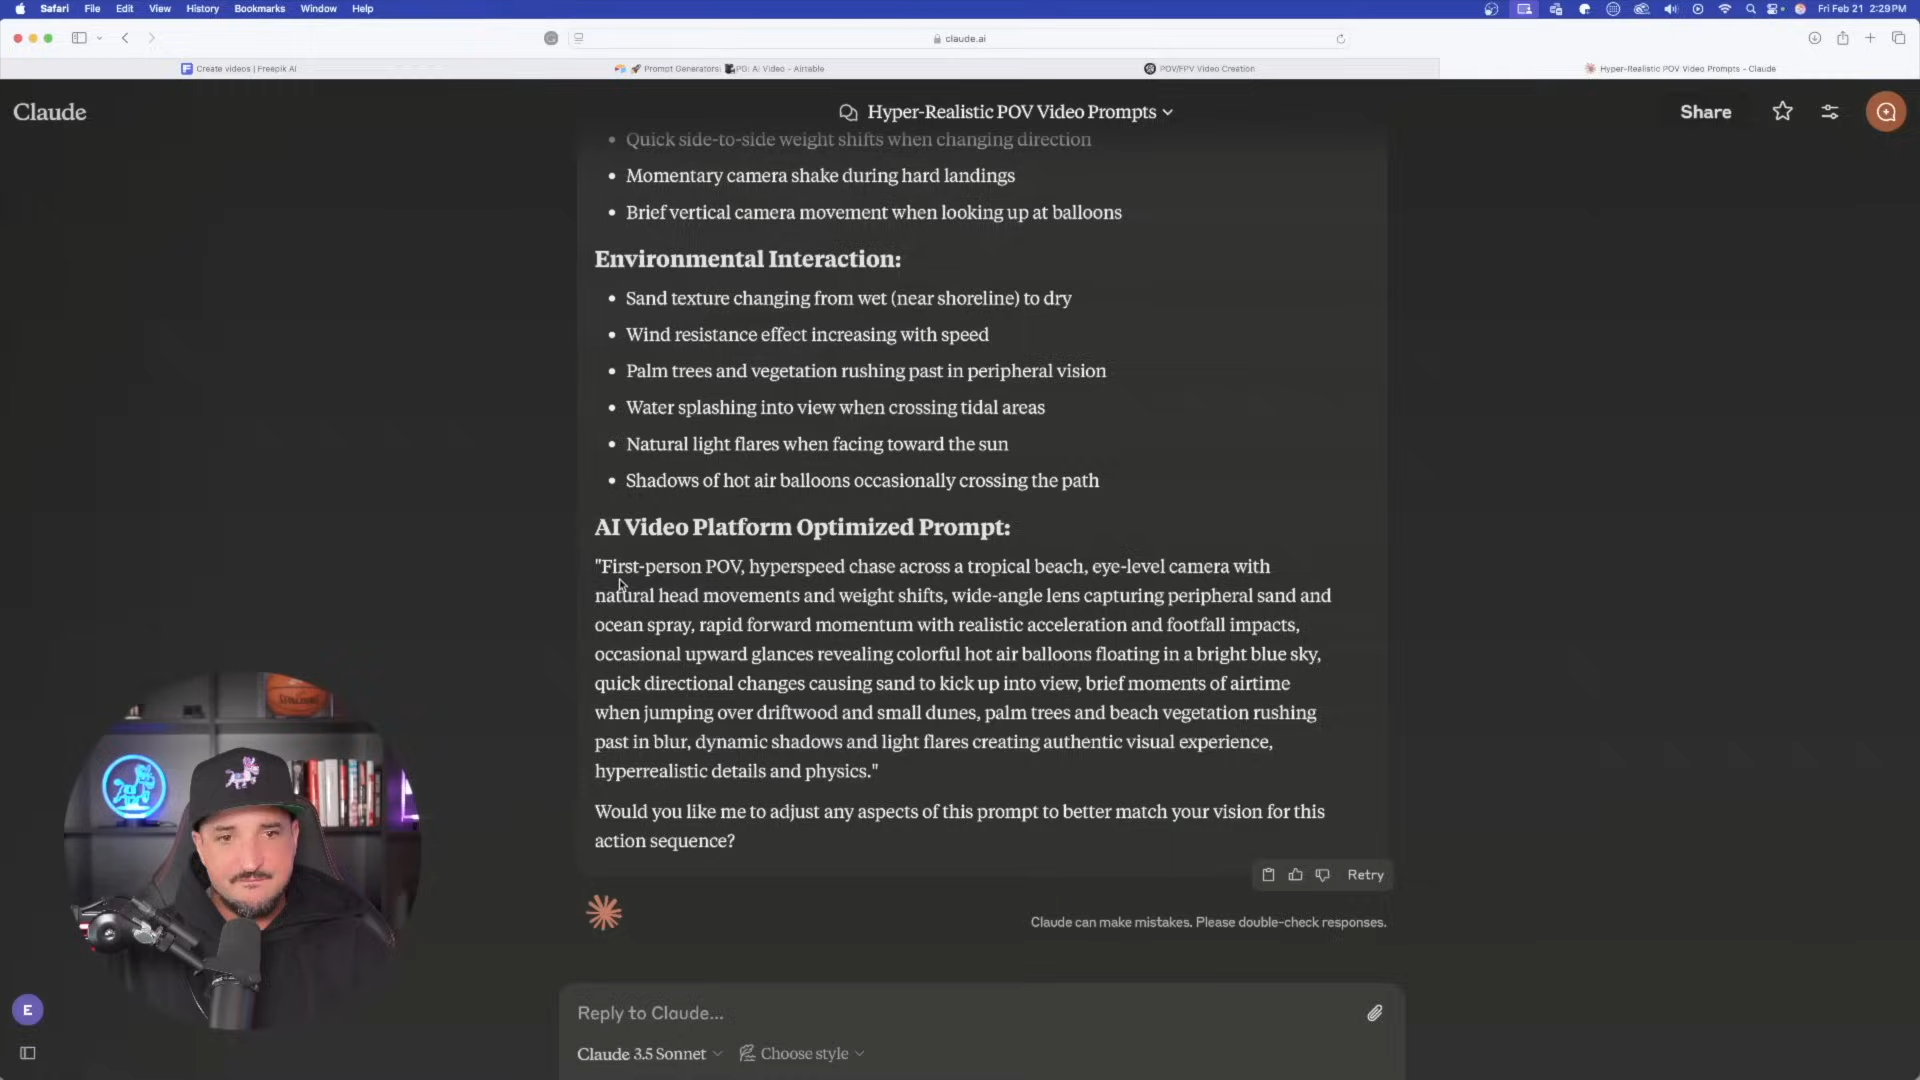 Safari File Edit View History Bookmarks Window Help
Fri Feb 21 2:29 PM
claude.ai
Create videos | Freepik AI
Prompt Generators: PG: AI Video - Airtable
POV/FPV Video Creation
Hyper-Realistic POV Video Prompts - Claude
Claude
Hyper-Realistic POV Video Prompts
Share
• Quick side-to-side weight shifts when changing direction
• Momentary camera shake during hard landings
• Brief vertical camera movement when looking up at balloons
Environmental Interaction:
• Sand texture changing from wet (near shoreline) to dry
• Wind resistance effect increasing with speed
• Palm trees and vegetation rushing past in peripheral vision
• Water splashing into view when crossing tidal areas
• Natural light flares when facing toward the sun
• Shadows of hot air balloons occasionally crossing the path
AI Video Platform Optimized Prompt:
"First-person POV, hyperspeed chase across a tropical beach, eye-level camera with
natural head movements and weight shifts, wide-angle lens capturing peripheral sand and
ocean spray, rapid forward momentum with realistic acceleration and footfall impacts,
occasional upward glances revealing colorful hot air balloons floating in a bright blue sky,
quick directional changes causing sand to kick up into view, brief moments of airtime
when jumping over driftwood and small dunes, palm trees and beach vegetation rushing
past in blur, dynamic shadows and light flares creating authentic visual experience,
hyperrealistic details and physics."
Would you like me to adjust any aspects of this prompt to better match your vision for this
action sequence?
Retry
Claude can make mistakes. Please double-check responses.
SPALDING
E
Reply to Claude...
Claude 3.5 Sonnet
Choose style